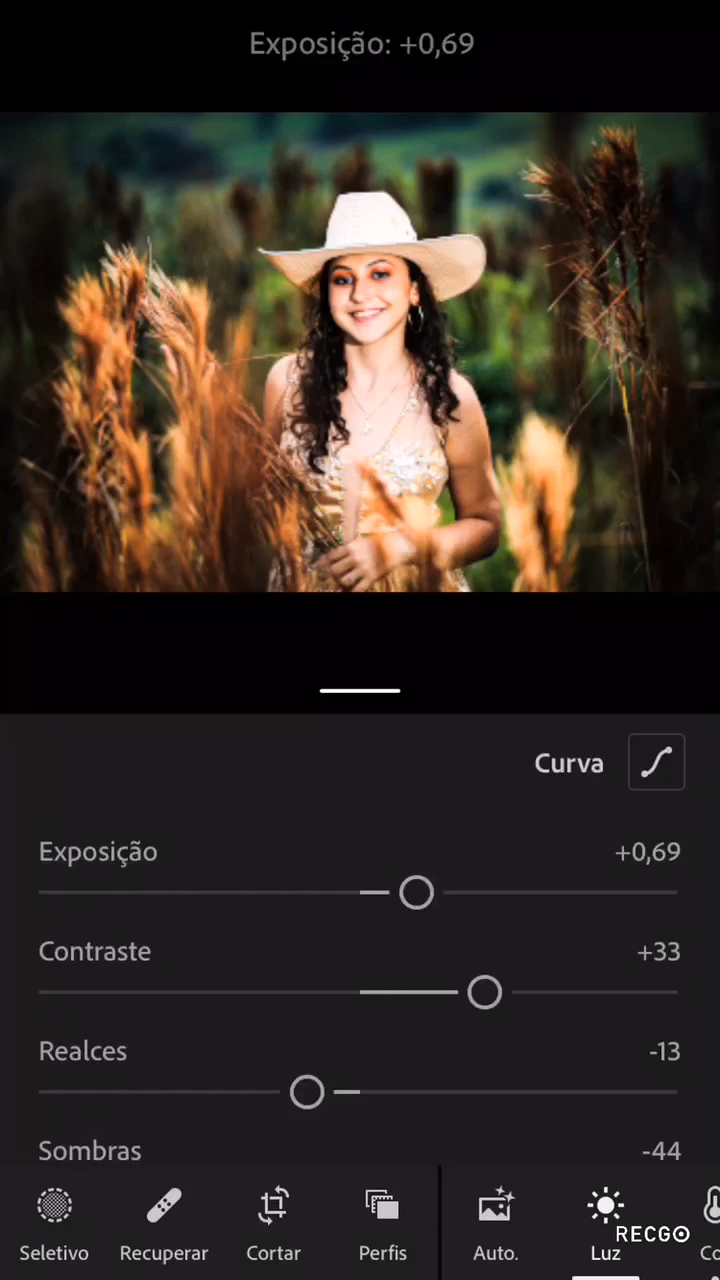 Exposição: +0,69
Curva
Exposição +0,69
Contraste +33
Realces -13
Sombras -44
Seletivo Recuperar Cortar Perfis Auto. Luz
RECGO